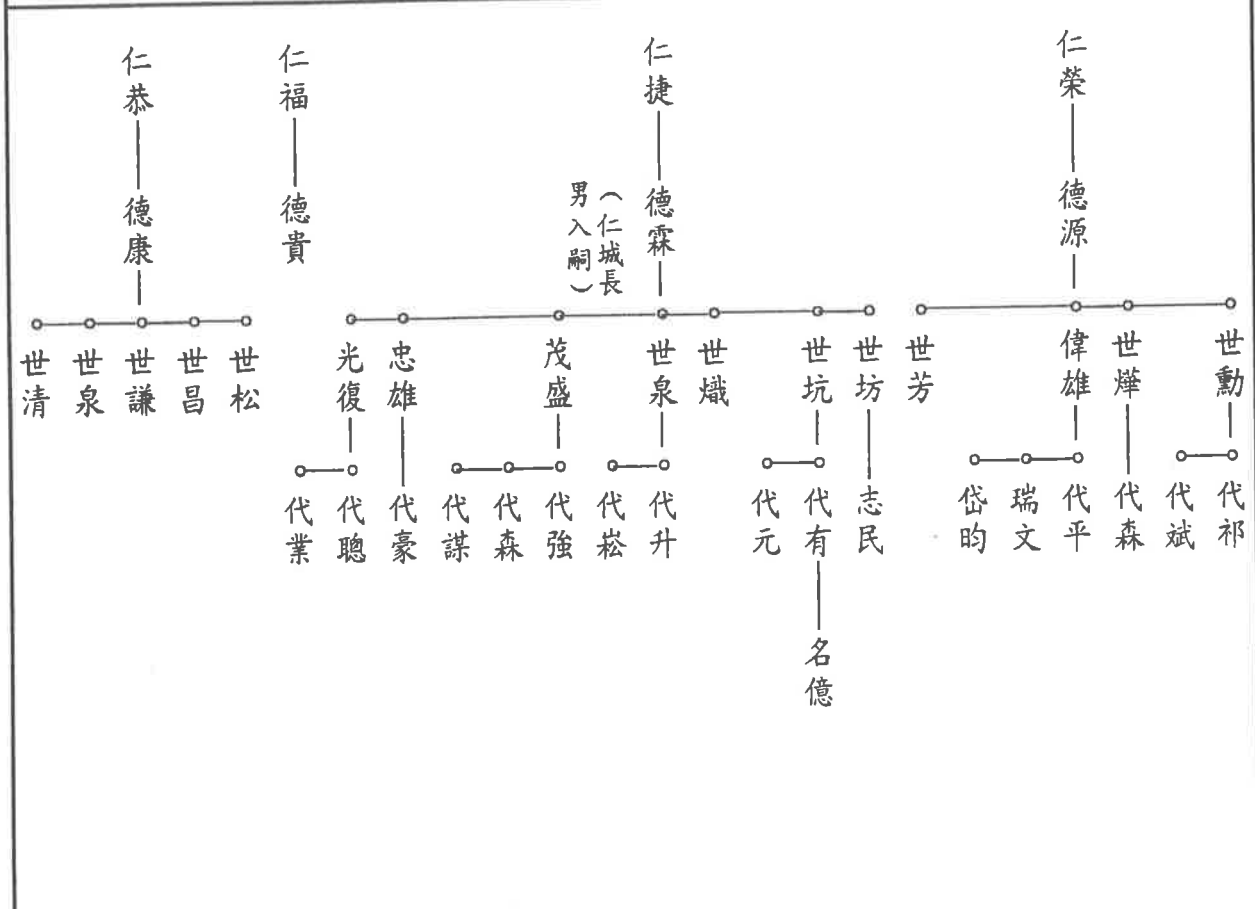 仁榮
德源
世勳
世燁
偉雄
世芳
代祁
代斌
代森
代平
瑞文
岱昀
仁捷
德霖
（仁城長
男入嗣）
世坊
世坑
世熾
世泉
茂盛
忠雄
光復
志民
代有
代元
代升
代崧
代強
代森
代謀
代豪
代聰
代業
名億
仁福
德貴
仁恭
德康
世松
世昌
世謙
世泉
世清